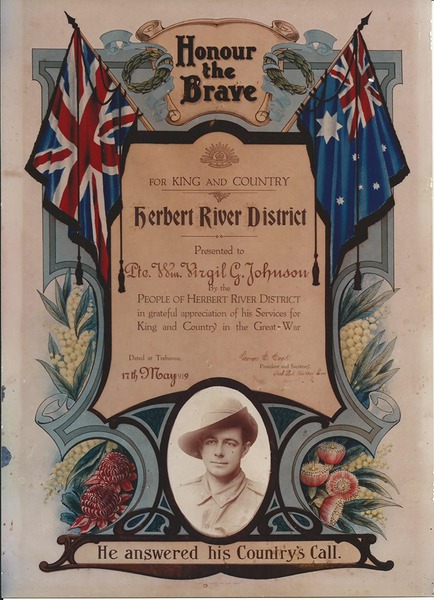 Honour
the
Brave
FOR KING AND COUNTRY
Herbert River District
Presented to
Pte. Wm. Virgil G. Johnson
By the
PEOPLE OF HERBERT RIVER DISTRICT
in grateful appreciation of his Services for
King and Country in the Great-War
Dated at Trebonne,
17th May 919
George C.
President and Secretary.
He answered his Country's Call.